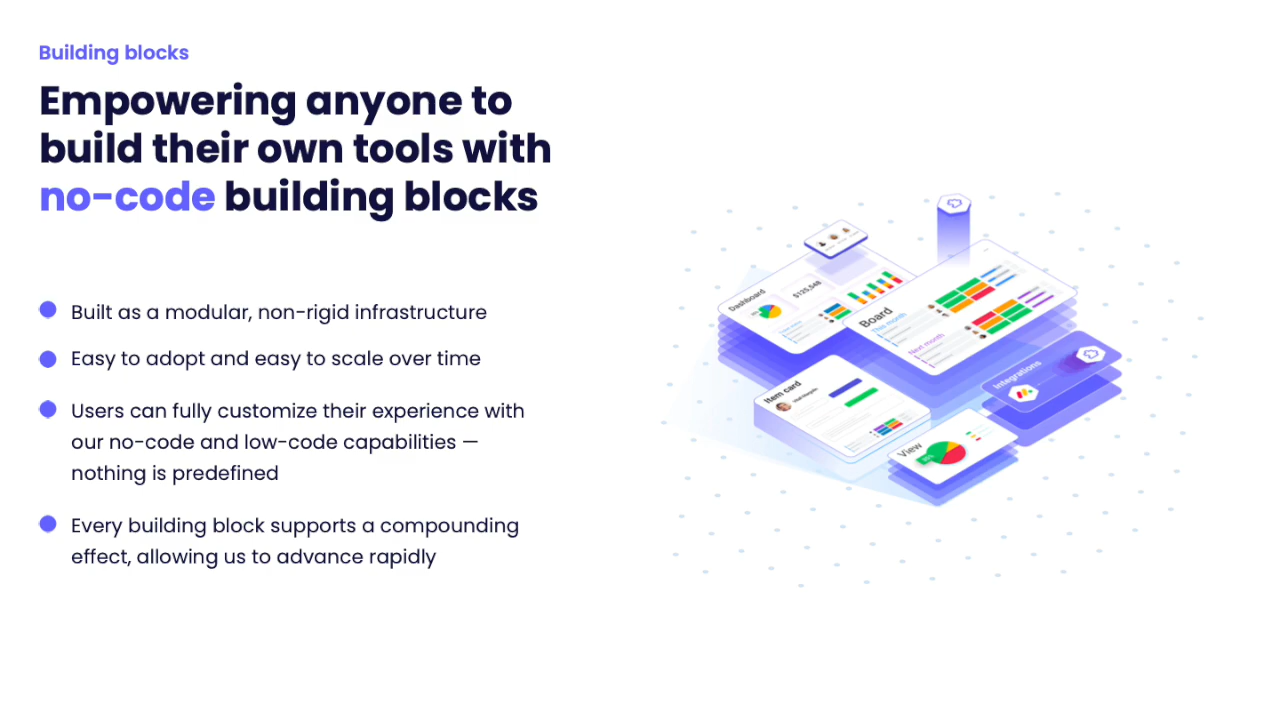 Building blocks
Empowering anyone to
build their own tools with
no-code building blocks
Built as a modular, non-rigid infrastructure
Easy to adopt and easy to scale over time
Users can fully customize their experience with
our no-code and low-code capabilities —
nothing is predefined
Every building block supports a compounding
effect, allowing us to advance rapidly
Dashboard
$125,548
Board
This month
Next month
Integrations
Item card
View